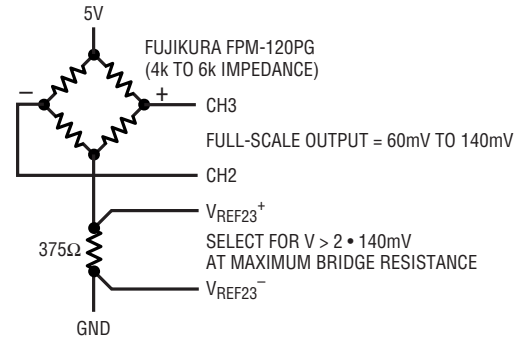 5V
FUJIKURA FPM-120PG
(4k TO 6k IMPEDANCE)
–
+
CH3
FULL-SCALE OUTPUT = 60mV TO 140mV
CH2
VREF23+
375Ω
SELECT FOR V > 2 • 140mV
AT MAXIMUM BRIDGE RESISTANCE
VREF23–
GND